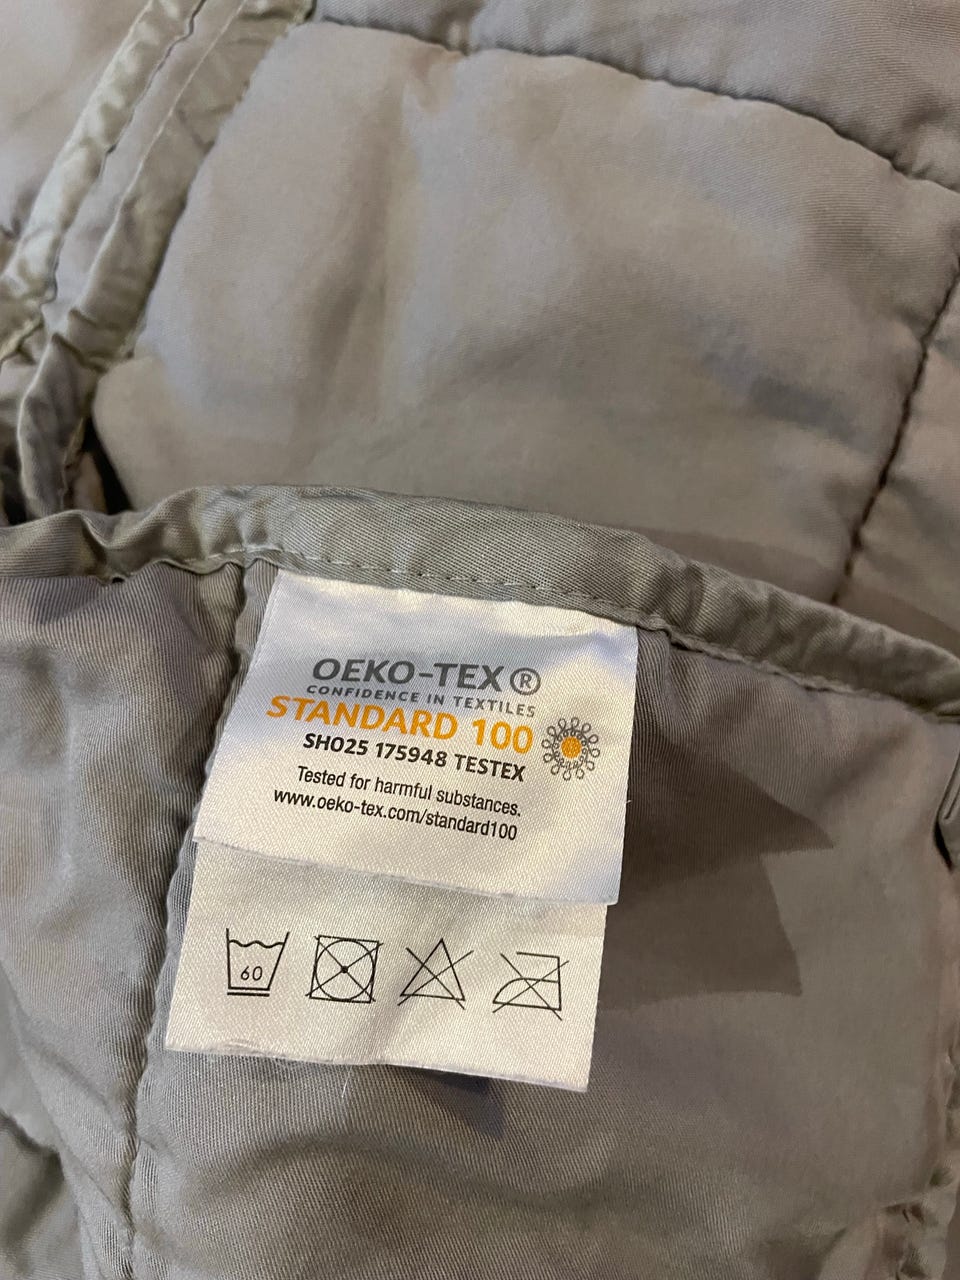 OEKO-TEX®
CONFIDENCE IN TEXTILES
STANDARD 100
SH025 175948 TESTEX
Tested for harmful substances.
www.oeko-tex.com/standard100
60